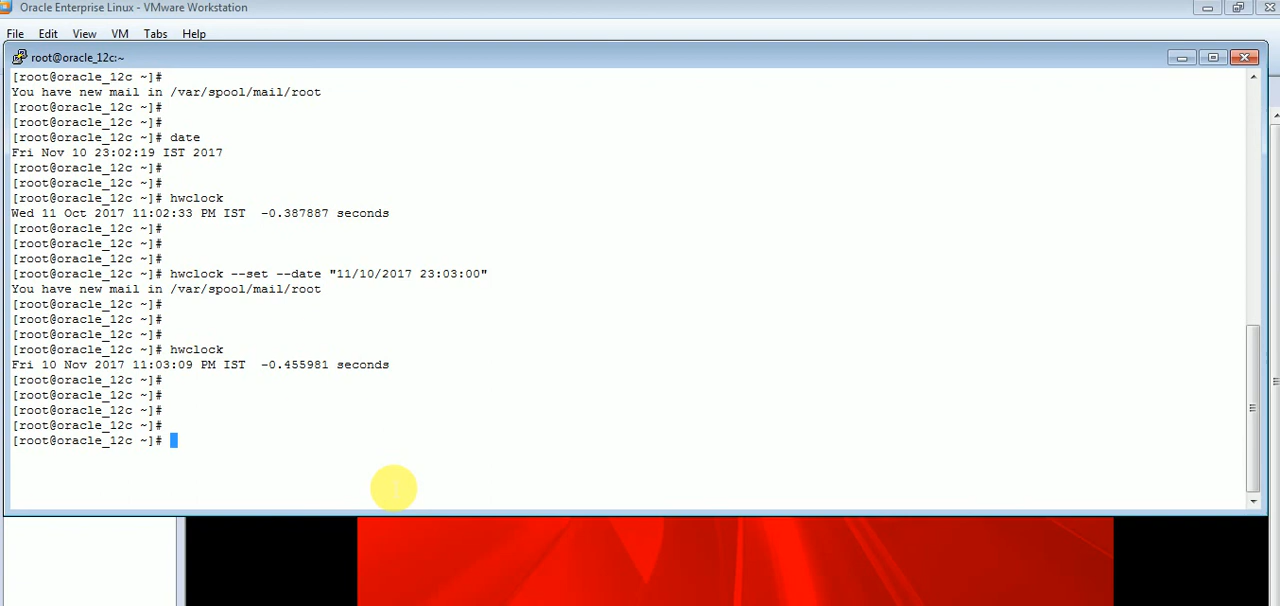 Oracle Enterprise Linux - VMware Workstation
File Edit View VM Tabs Help
root@oracle_12c:~
[root@oracle_12c ~]#
You have new mail in /var/spool/mail/root
[root@oracle_12c ~]#
[root@oracle_12c ~]#
[root@oracle_12c ~]# date
Fri Nov 10 23:02:19 IST 2017
[root@oracle_12c ~]#
[root@oracle_12c ~]#
[root@oracle_12c ~]# hwclock
Wed 11 Oct 2017 11:02:33 PM IST  -0.387887 seconds
[root@oracle_12c ~]#
[root@oracle_12c ~]#
[root@oracle_12c ~]#
[root@oracle_12c ~]# hwclock --set --date "11/10/2017 23:03:00"
You have new mail in /var/spool/mail/root
[root@oracle_12c ~]#
[root@oracle_12c ~]#
[root@oracle_12c ~]#
[root@oracle_12c ~]# hwclock
Fri 10 Nov 2017 11:03:09 PM IST  -0.455981 seconds
[root@oracle_12c ~]#
[root@oracle_12c ~]#
[root@oracle_12c ~]#
[root@oracle_12c ~]#
[root@oracle_12c ~]#